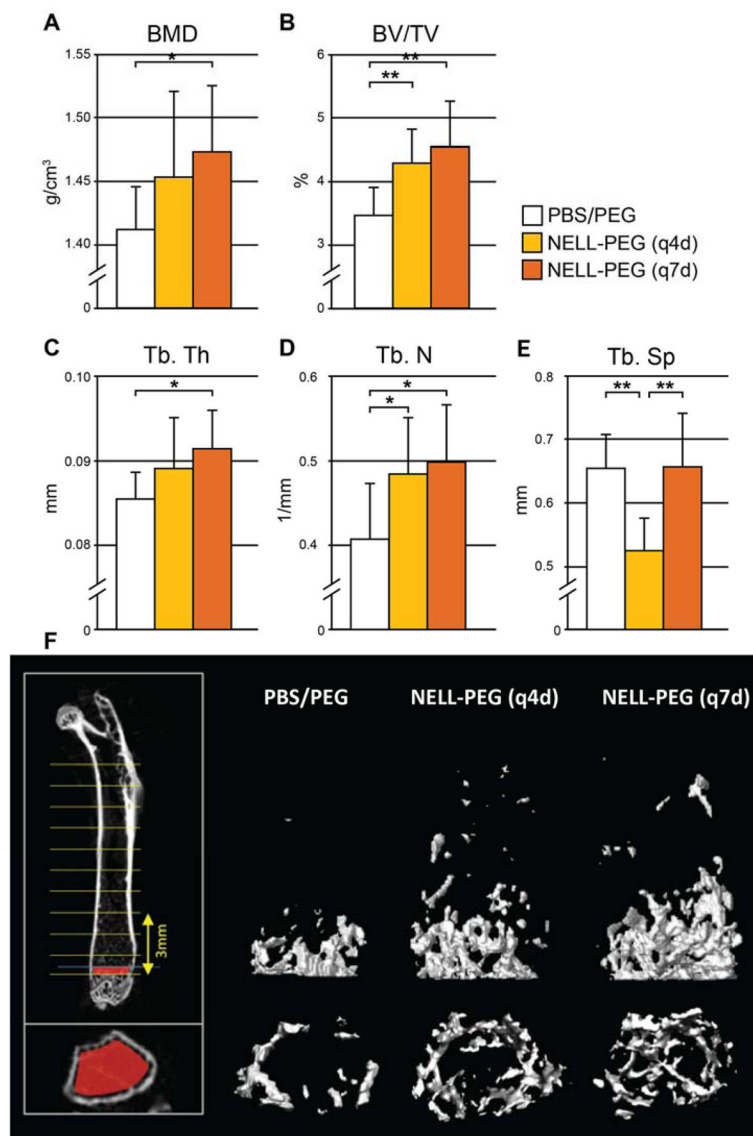 A
BMD
1.55
1.50
1.45
1.40
0
g/cm³
*
B
BV/TV
6
5
4
3
0
%
**
**
PBS/PEG
NELL-PEG (q4d)
NELL-PEG (q7d)
C
Tb. Th
0.10
0.09
0.08
0
mm
*
D
Tb. N
0.6
0.5
0.4
0
1/mm
*
*
E
Tb. Sp
0.8
0.7
0.6
0.5
0
mm
**
**
F
PBS/PEG
NELL-PEG (q4d)
NELL-PEG (q7d)
3mm